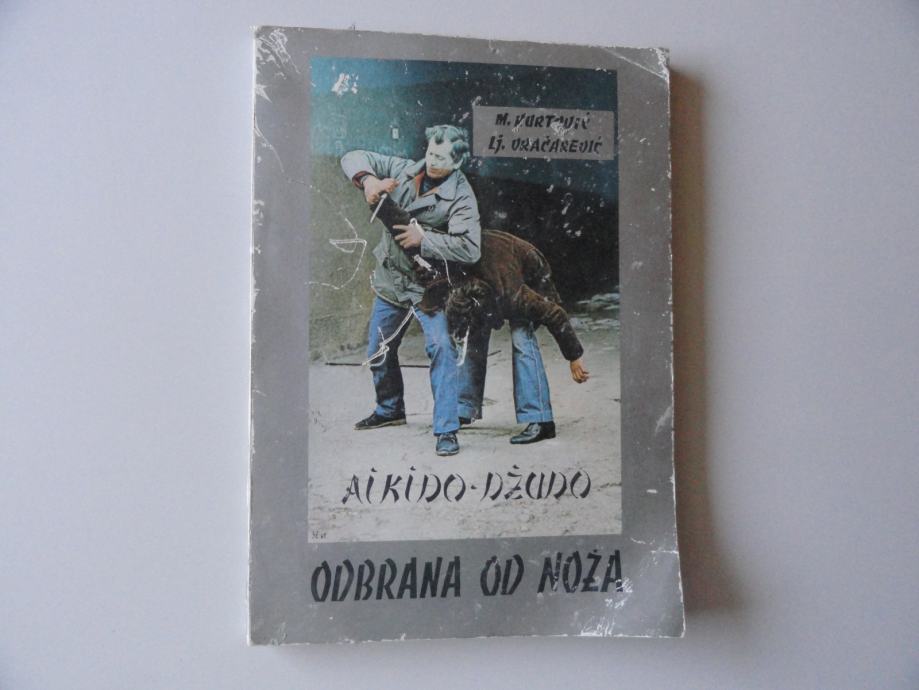 M. KURTOVIĆ
Lj. VRAČAREVIĆ
AIKIDO-DŽUDO
ODBRANA OD NOŽA